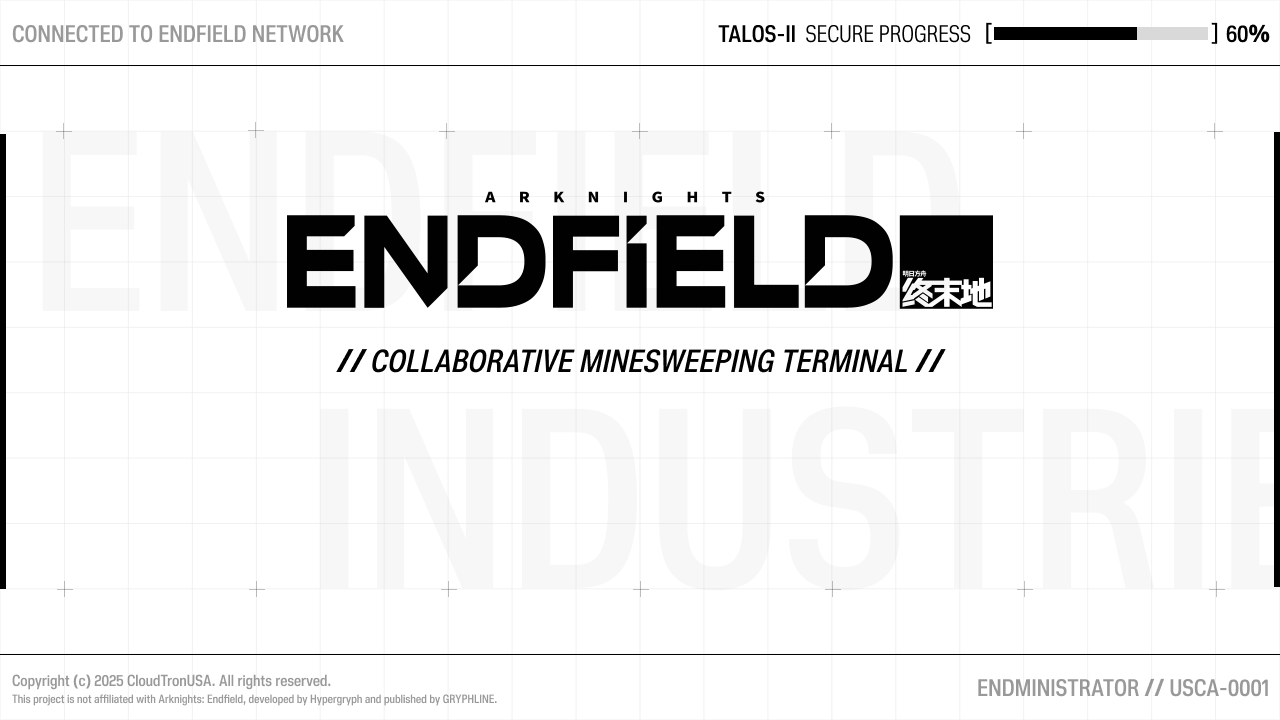 CONNECTED TO ENDFIELD NETWORK
TALOS-II SECURE PROGRESS [ ] 60%
ENDFIELD
ARKNIGHTS
ENDFiELD
明日方舟
终末地
// COLLABORATIVE MINESWEEPING TERMINAL //
INDUSTRIE
Copyright (c) 2025 CloudTronUSA. All rights reserved.
This project is not affiliated with Arknights: Endfield, developed by Hypergryph and published by GRYPHLINE.
ENDMINISTRATOR // USCA-0001